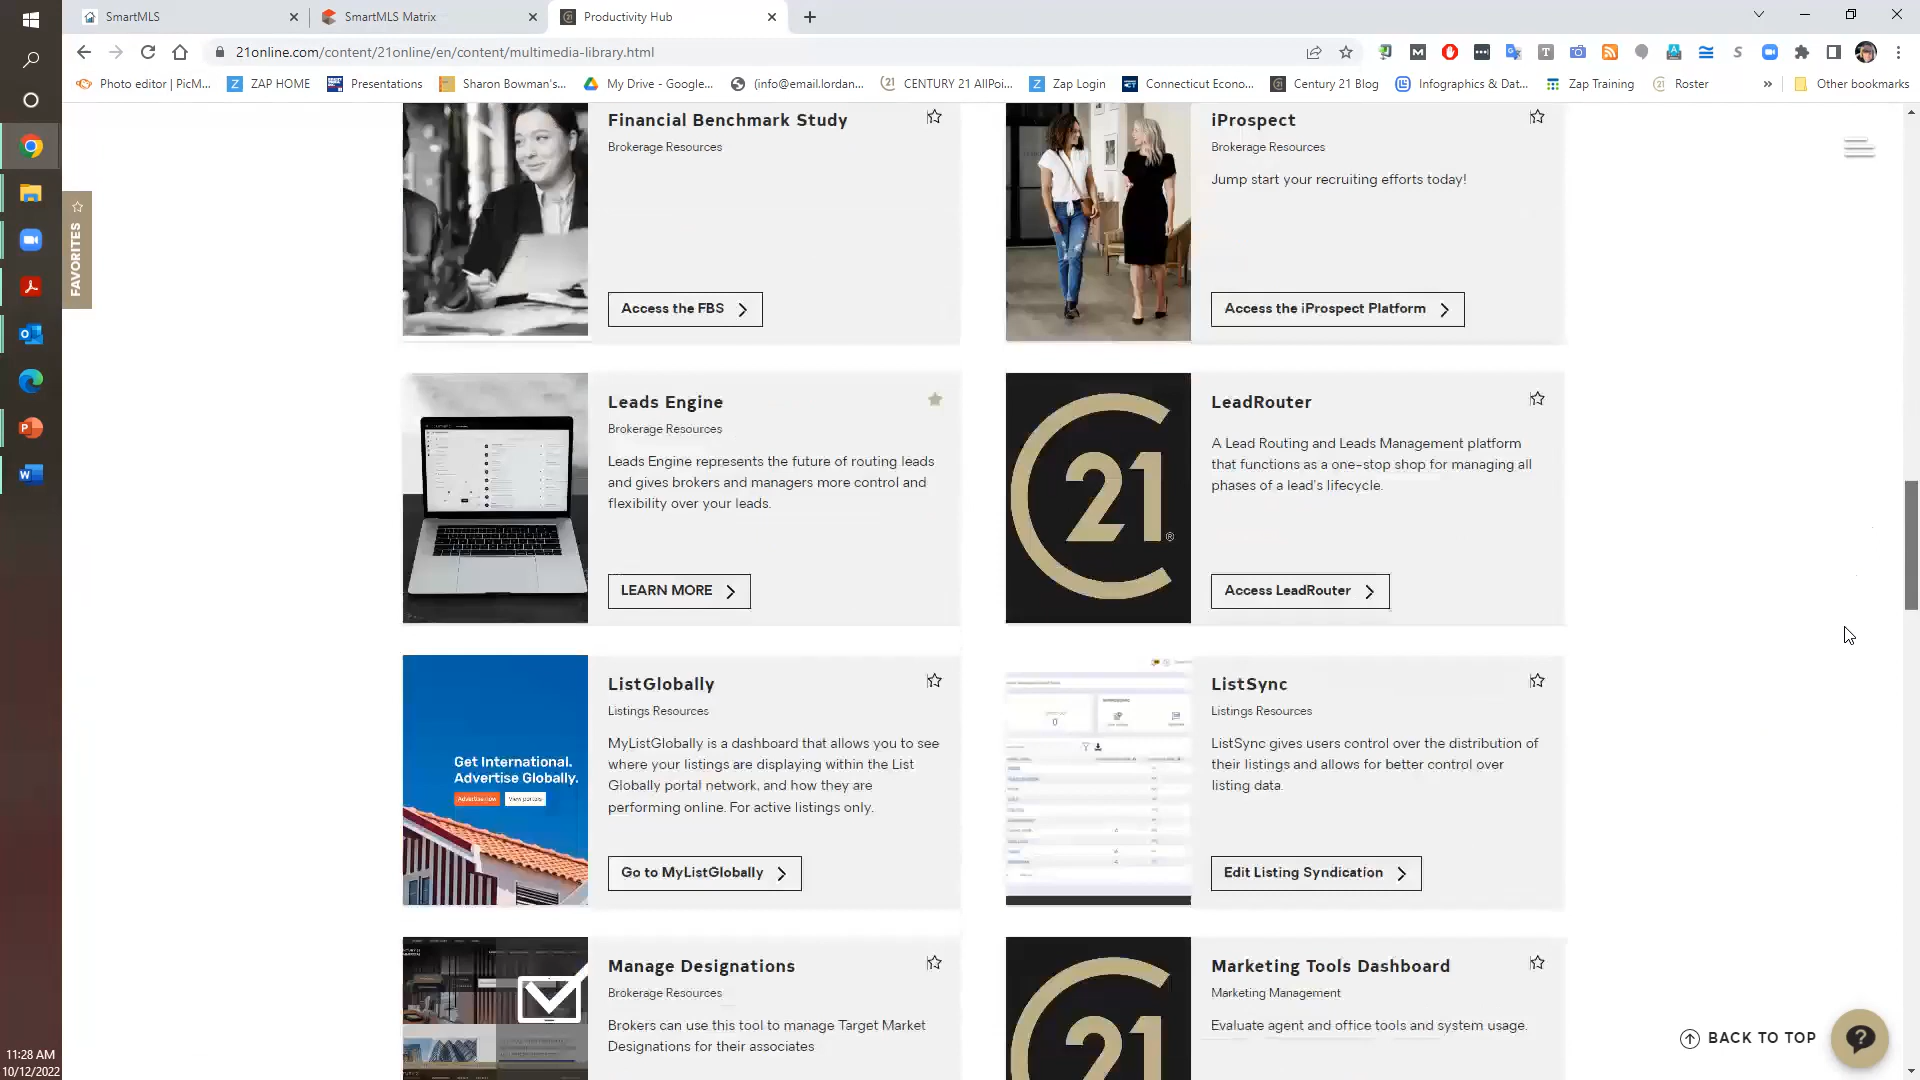 SmartMLS
SmartMLS Matrix
Productivity Hub
21online.com/content/21online/en/content/multimedia-library.html
Photo editor | PicM...
ZAP HOME
Presentations
Sharon Bowman's...
My Drive - Google...
(info@email.lordan...
CENTURY 21 AllPoi...
Zap Login
Connecticut Econo...
Century 21 Blog
Infographics & Dat...
Zap Training
Roster
»
Other bookmarks
FAVORITES
Financial Benchmark Study
Brokerage Resources
Access the FBS
iProspect
Brokerage Resources
Jump start your recruiting efforts today!
Access the iProspect Platform
Leads Engine
Brokerage Resources
Leads Engine represents the future of routing leads
and gives brokers and managers more control and
flexibility over your leads.
LEARN MORE
C21®
LeadRouter
A Lead Routing and Leads Management platform
that functions as a one-stop shop for managing all
phases of a lead's lifecycle.
Access LeadRouter
Get International.
Advertise Globally.
Advertise now
View portals
ListGlobally
Listings Resources
MyListGlobally is a dashboard that allows you to see
where your listings are displaying within the List
Globally portal network, and how they are
performing online. For active listings only.
Go to MyListGlobally
ListSync
Listings Resources
ListSync gives users control over the distribution of
their listings and allows for better control over
listing data.
Edit Listing Syndication
Manage Designations
Brokerage Resources
Brokers can use this tool to manage Target Market
Designations for their associates
C21
Marketing Tools Dashboard
Marketing Management
Evaluate agent and office tools and system usage.
BACK TO TOP
?
11:28 AM
10/12/2022